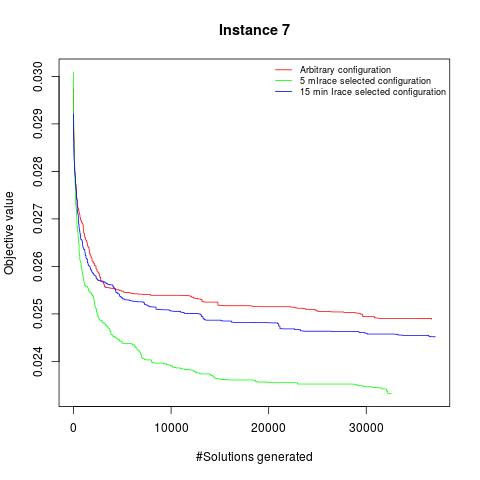 Instance 7
Arbitrary configuration
5 mIrace selected configuration
15 min Irace selected configuration
Objective value
0.030
0.029
0.028
0.027
0.026
0.025
0.024
0
10000
20000
30000
#Solutions generated